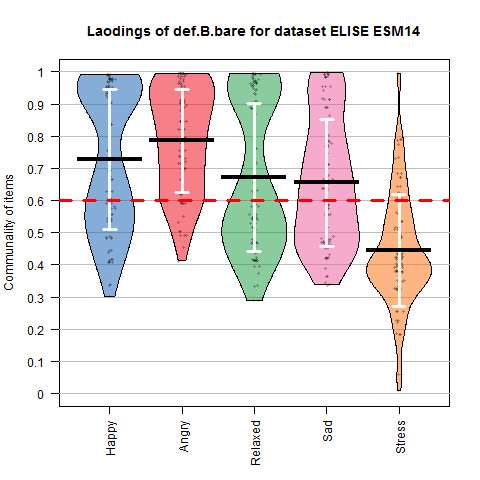 Laodings of def.B.bare for dataset ELISE ESM14
Communality of items
1
0.9
0.8
0.7
0.6
0.5
0.4
0.3
0.2
0.1
0
Happy
Angry
Relaxed
Sad
Stress